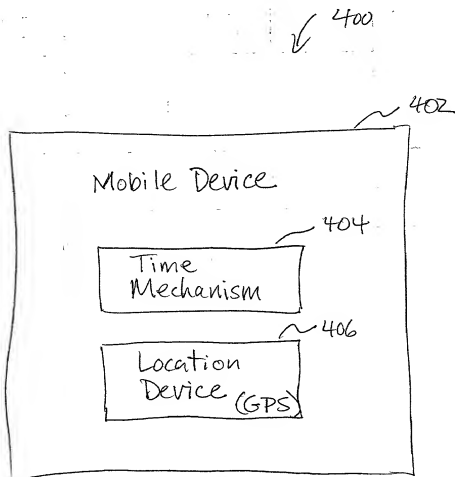 400
402
Mobile Device
404
Time
Mechanism
406
Location
Device (GPS)